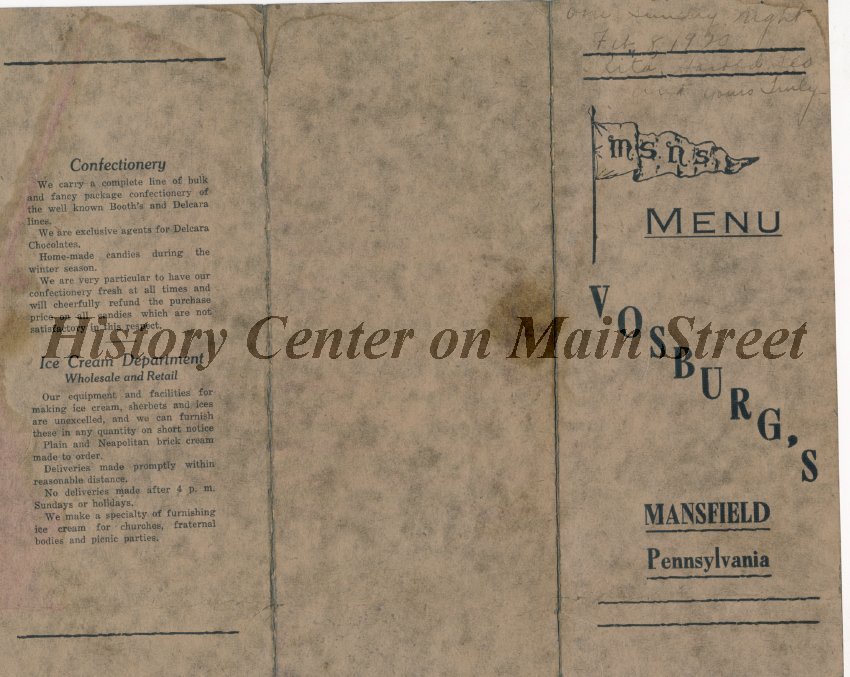 Confectionery
We carry a complete line of bulk
and fancy package confectionery of
the well known Booth's and Delcara
lines.
We are exclusive agents for Delcara
Chocolates.
Home-made candies during the
winter season.
We are very particular to have our
confectionery fresh at all times and
will cheerfully refund the purchase
price on all candies which are not
satisfactory in this respect.
Ice Cream Department
Wholesale and Retail
Our equipment and facilities for
making ice cream, sherbets and ices
are unexcelled, and we can furnish
these in any quantity on short notice
Plain and Neapolitan brick cream
made to order.
Deliveries made promptly within
reasonable distance.
No deliveries made after 4 p. m.
Sundays or holidays.
We make a specialty of furnishing
ice cream for churches, fraternal
bodies and picnic parties.
one Sunday night
Feb. 8, 1920
Rita,
yours Truly
m.s.n.s.
MENU
VOSBURG,S
MANSFIELD
Pennsylvania
History Center on Main Street